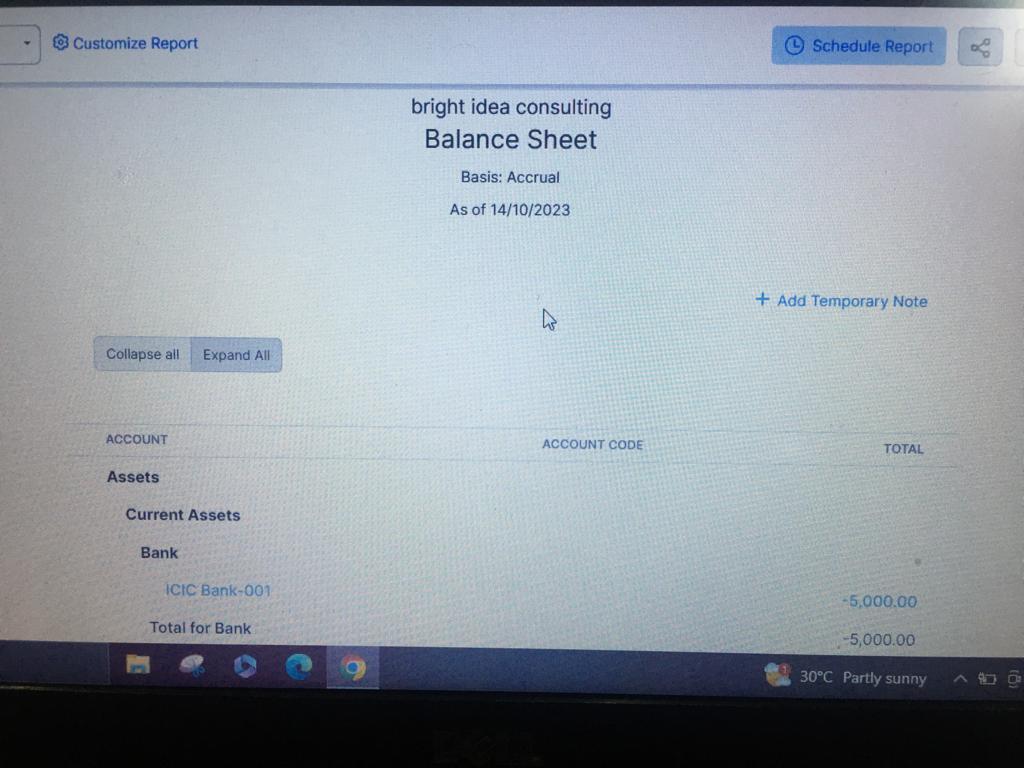 Customize Report
Schedule Report
bright idea consulting
Balance Sheet
Basis: Accrual
As of 14/10/2023
+ Add Temporary Note
Collapse all
Expand All
ACCOUNT ACCOUNT CODE TOTAL
Assets
Current Assets
Bank
ICIC Bank-001 -5,000.00
Total for Bank -5,000.00
1
30°C Partly sunny